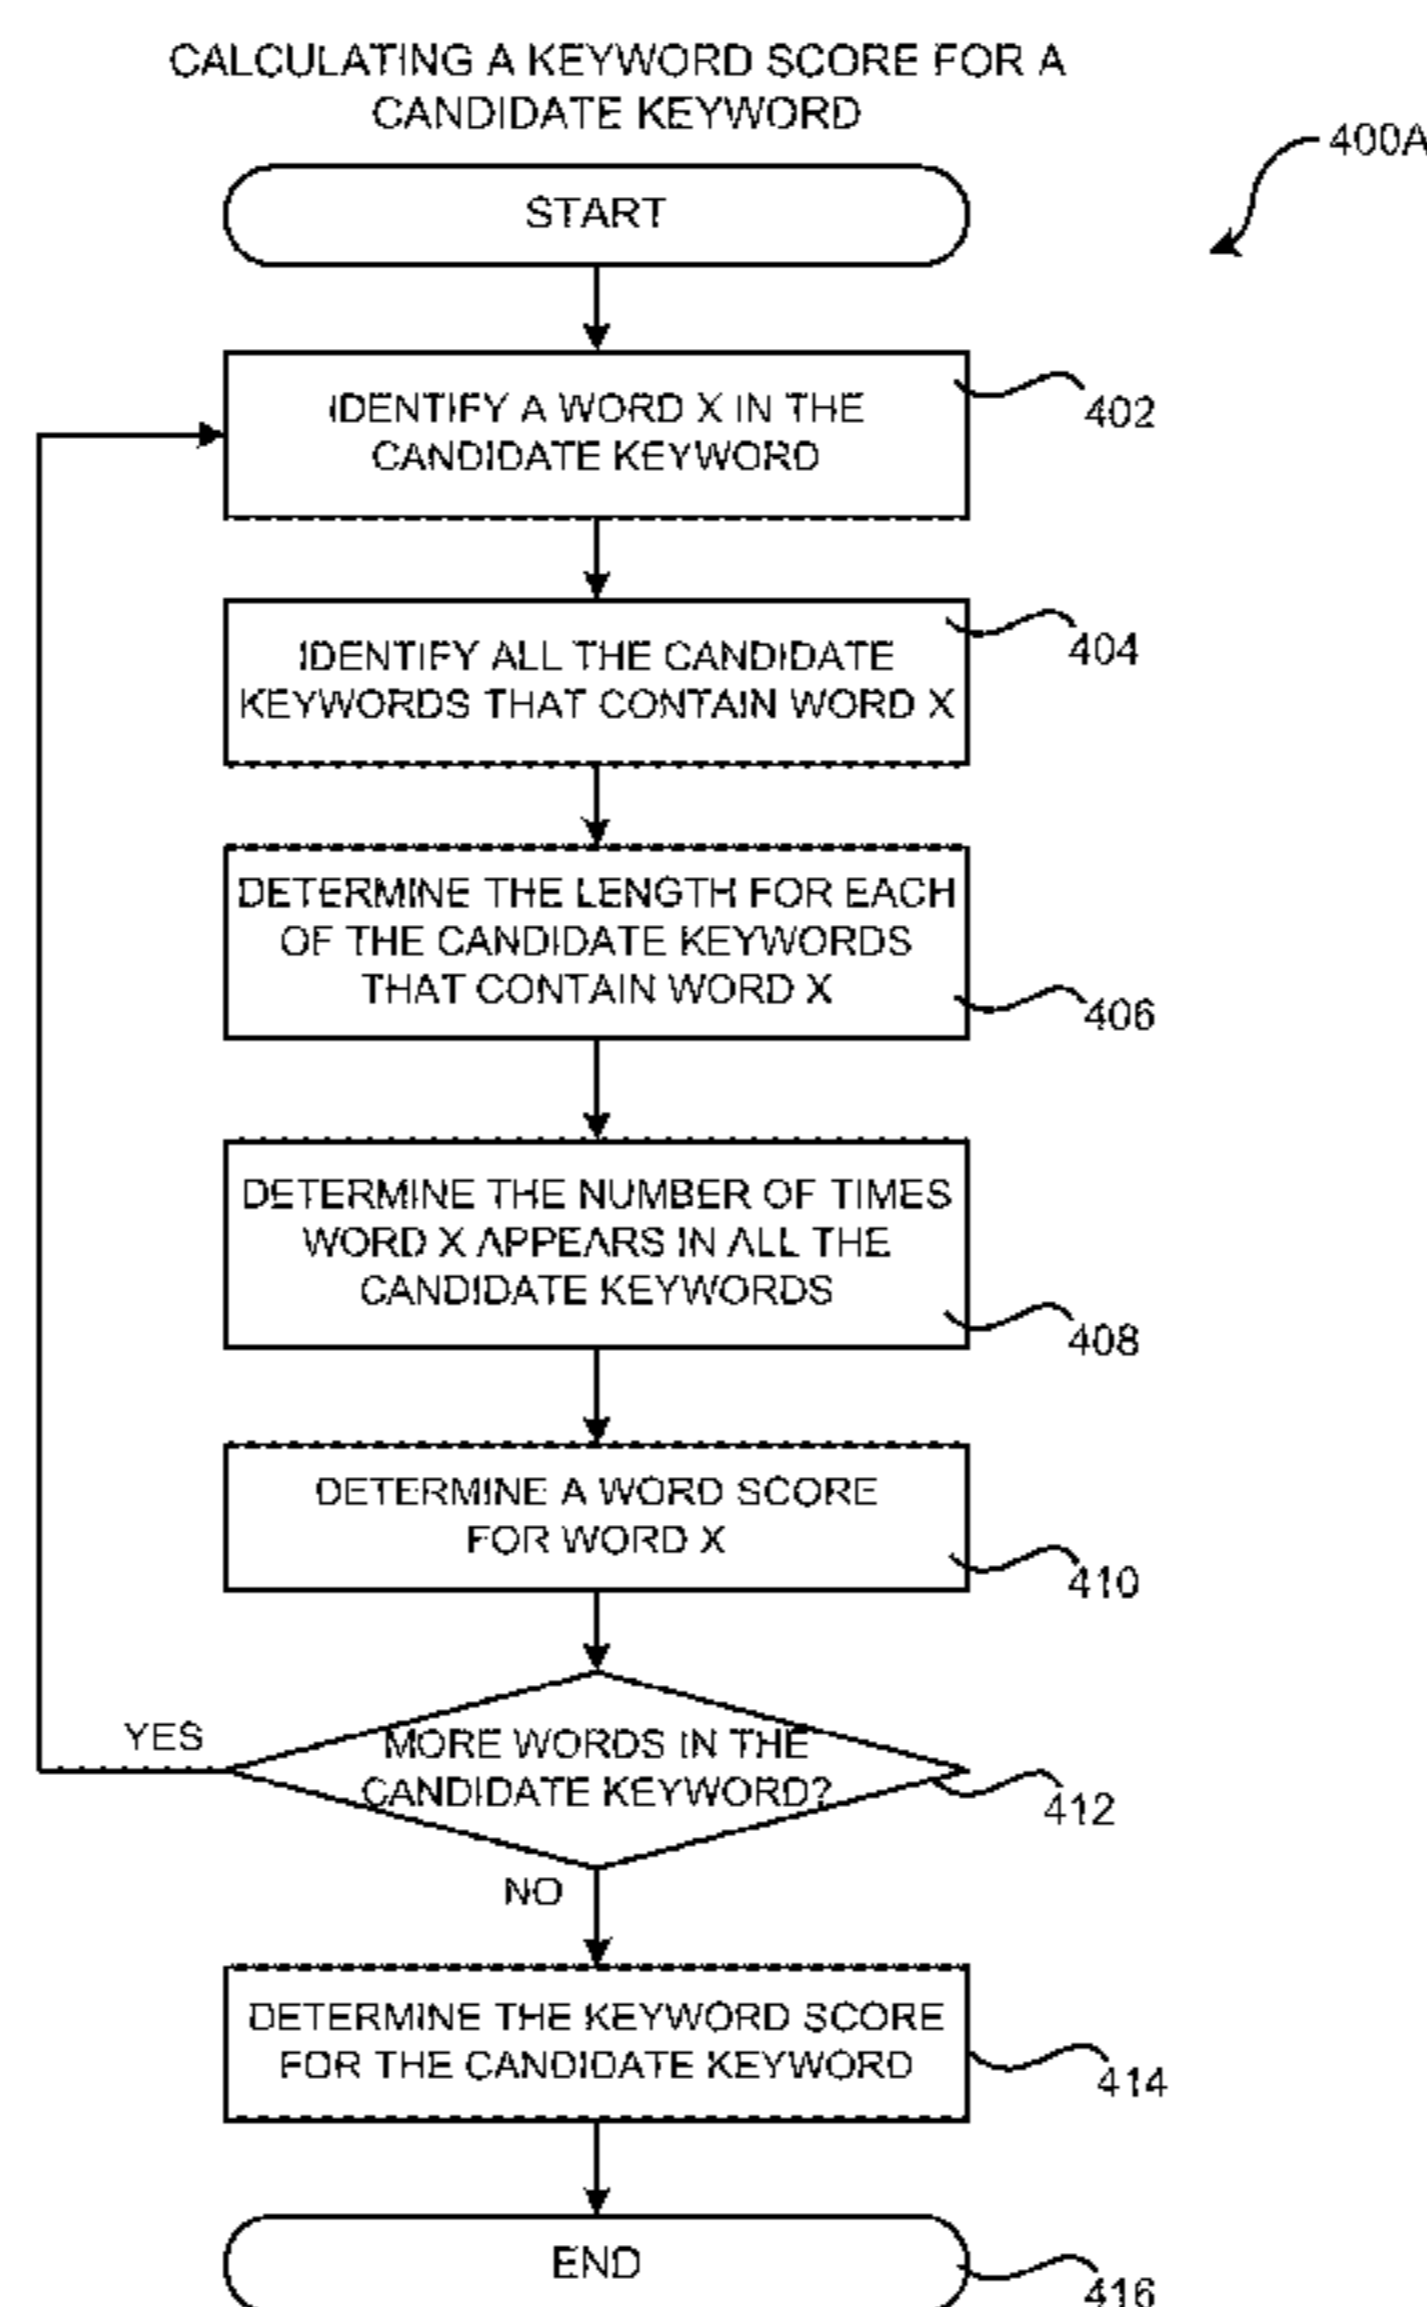 CALCULATING A KEYWORD SCORE FOR A
CANDIDATE KEYWORD
400A
START
IDENTIFY A WORD X IN THE
CANDIDATE KEYWORD
402
IDENTIFY ALL THE CANDIDATE
KEYWORDS THAT CONTAIN WORD X
404
DETERMINE THE LENGTH FOR EACH
OF THE CANDIDATE KEYWORDS
THAT CONTAIN WORD X
406
DETERMINE THE NUMBER OF TIMES
WORD X APPEARS IN ALL THE
CANDIDATE KEYWORDS
408
DETERMINE A WORD SCORE
FOR WORD X
410
YES
MORE WORDS IN THE
CANDIDATE KEYWORD?
412
NO
DETERMINE THE KEYWORD SCORE
FOR THE CANDIDATE KEYWORD
414
END
416